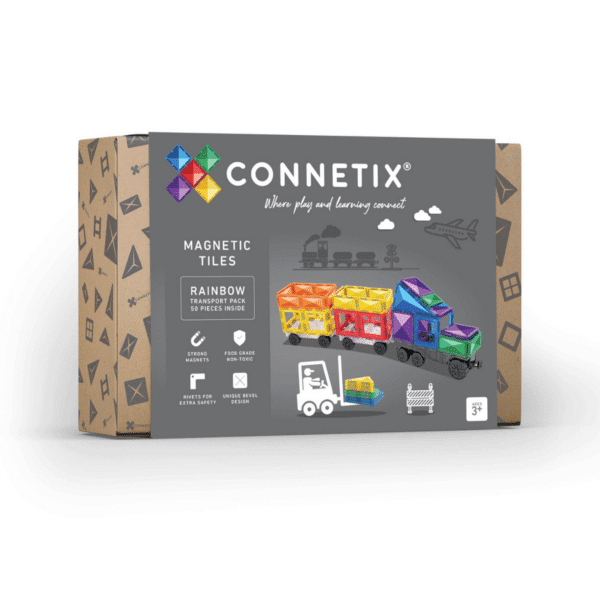 CONNETIX®
Where play and learning connect
MAGNETIC
TILES
RAINBOW
TRANSPORT PACK
50 PIECES INSIDE
STRONG
MAGNETS
FOOD GRADE
NON-TOXIC
RIVETS FOR
EXTRA SAFETY
UNIQUE BEVEL
DESIGN
AGES
3+